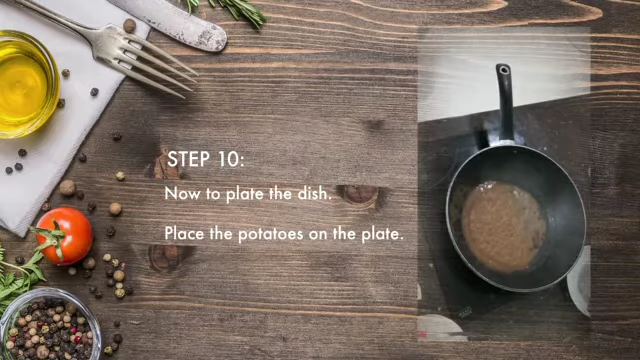 STEP 10:
Now to plate the dish.
Place the potatoes on the plate.